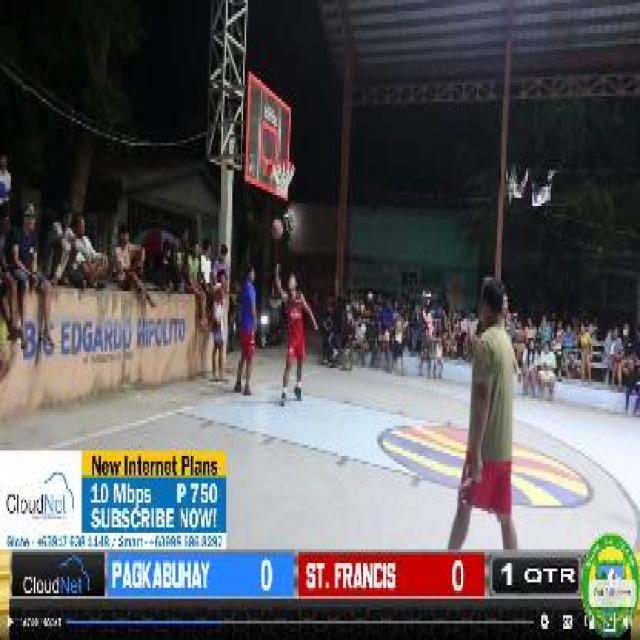 B/S EDGARDO HIPOLITO
CloudNet
New Internet Plans
10 Mbps P 750
SUBSCRIBE NOW!
CloudNet PAGKABUHAY 0 ST. FRANCIS 0 1 QTR